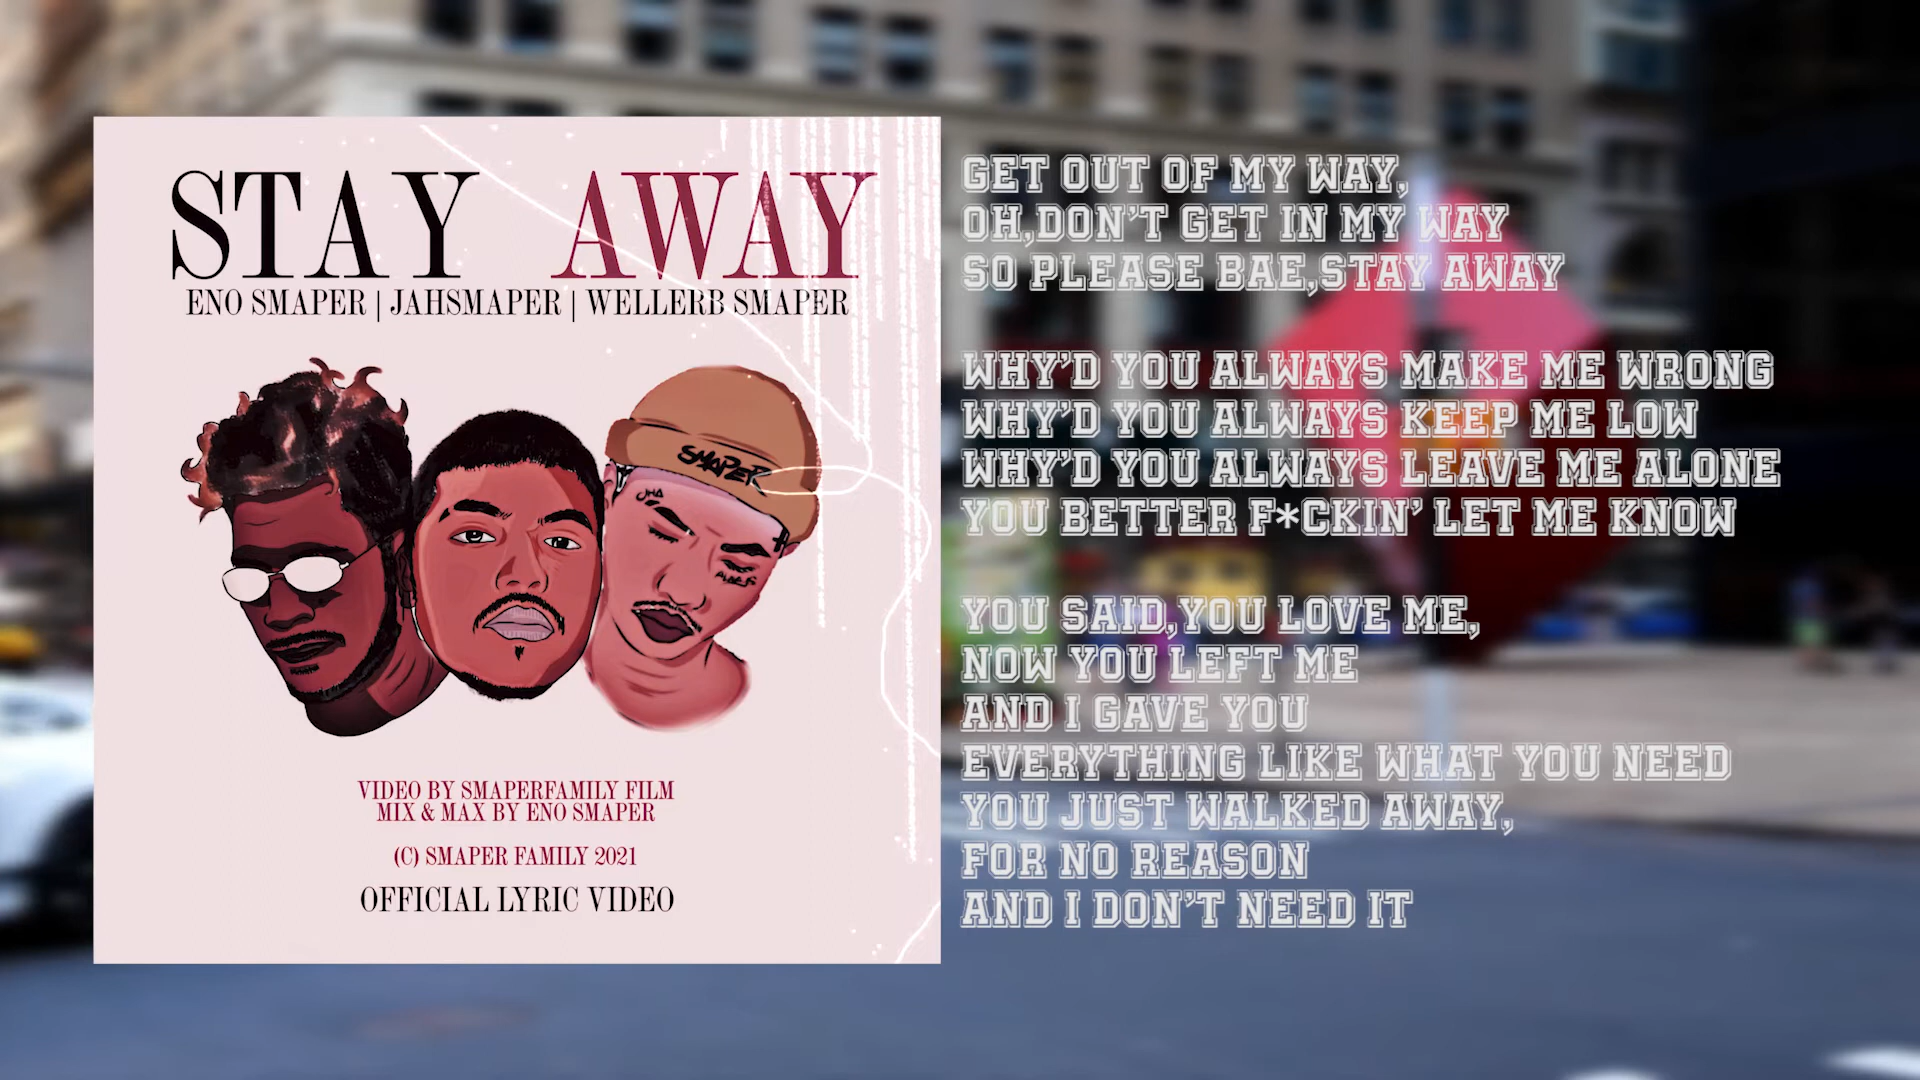 STAY AWAY
ENO SMAPER | JAHSMAPER | WELLERB SMAPER
SMAPER
VIDEO BY SMAPERFAMILY FILM
MIX & MAX BY ENO SMAPER
(C) SMAPER FAMILY 2021
OFFICIAL LYRIC VIDEO
GET OUT OF MY WAY,
OH,DON'T GET IN MY WAY
SO PLEASE BAE,STAY AWAY
WHY'D YOU ALWAYS MAKE ME WRONG
WHY'D YOU ALWAYS KEEP ME LOW
WHY'D YOU ALWAYS LEAVE ME ALONE
YOU BETTER F*CKIN' LET ME KNOW
YOU SAID,YOU LOVE ME,
NOW YOU LEFT ME
AND I GAVE YOU
EVERYTHING LIKE WHAT YOU NEED
YOU JUST WALKED AWAY,
FOR NO REASON
AND I DON'T NEED IT